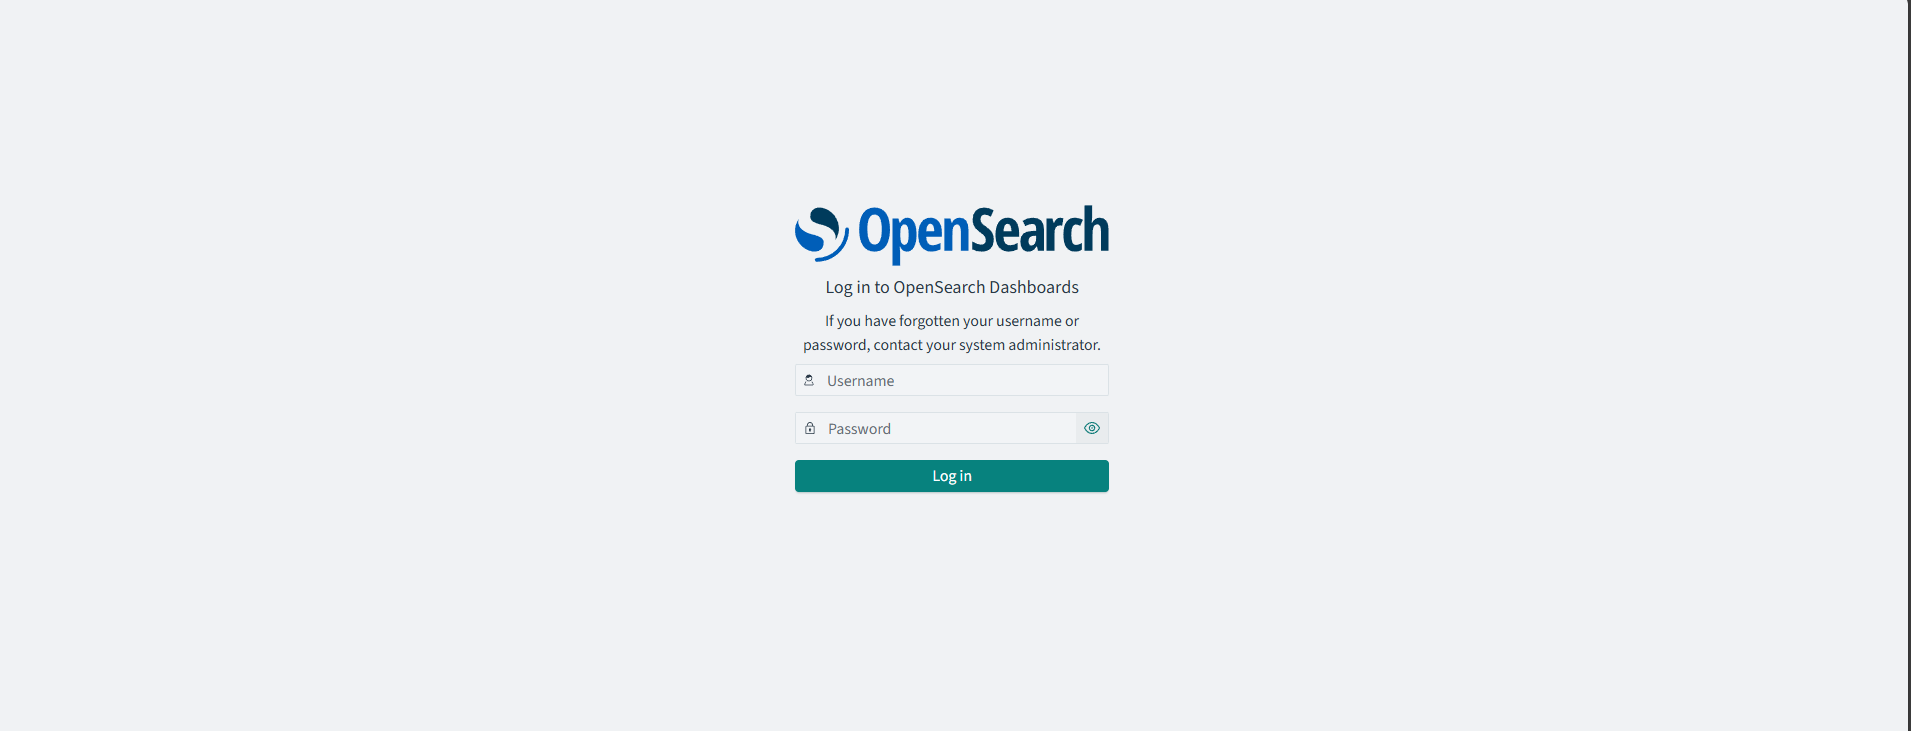 OpenSearch
Log in to OpenSearch Dashboards
If you have forgotten your username or
password, contact your system administrator.
Username
Password
Log in